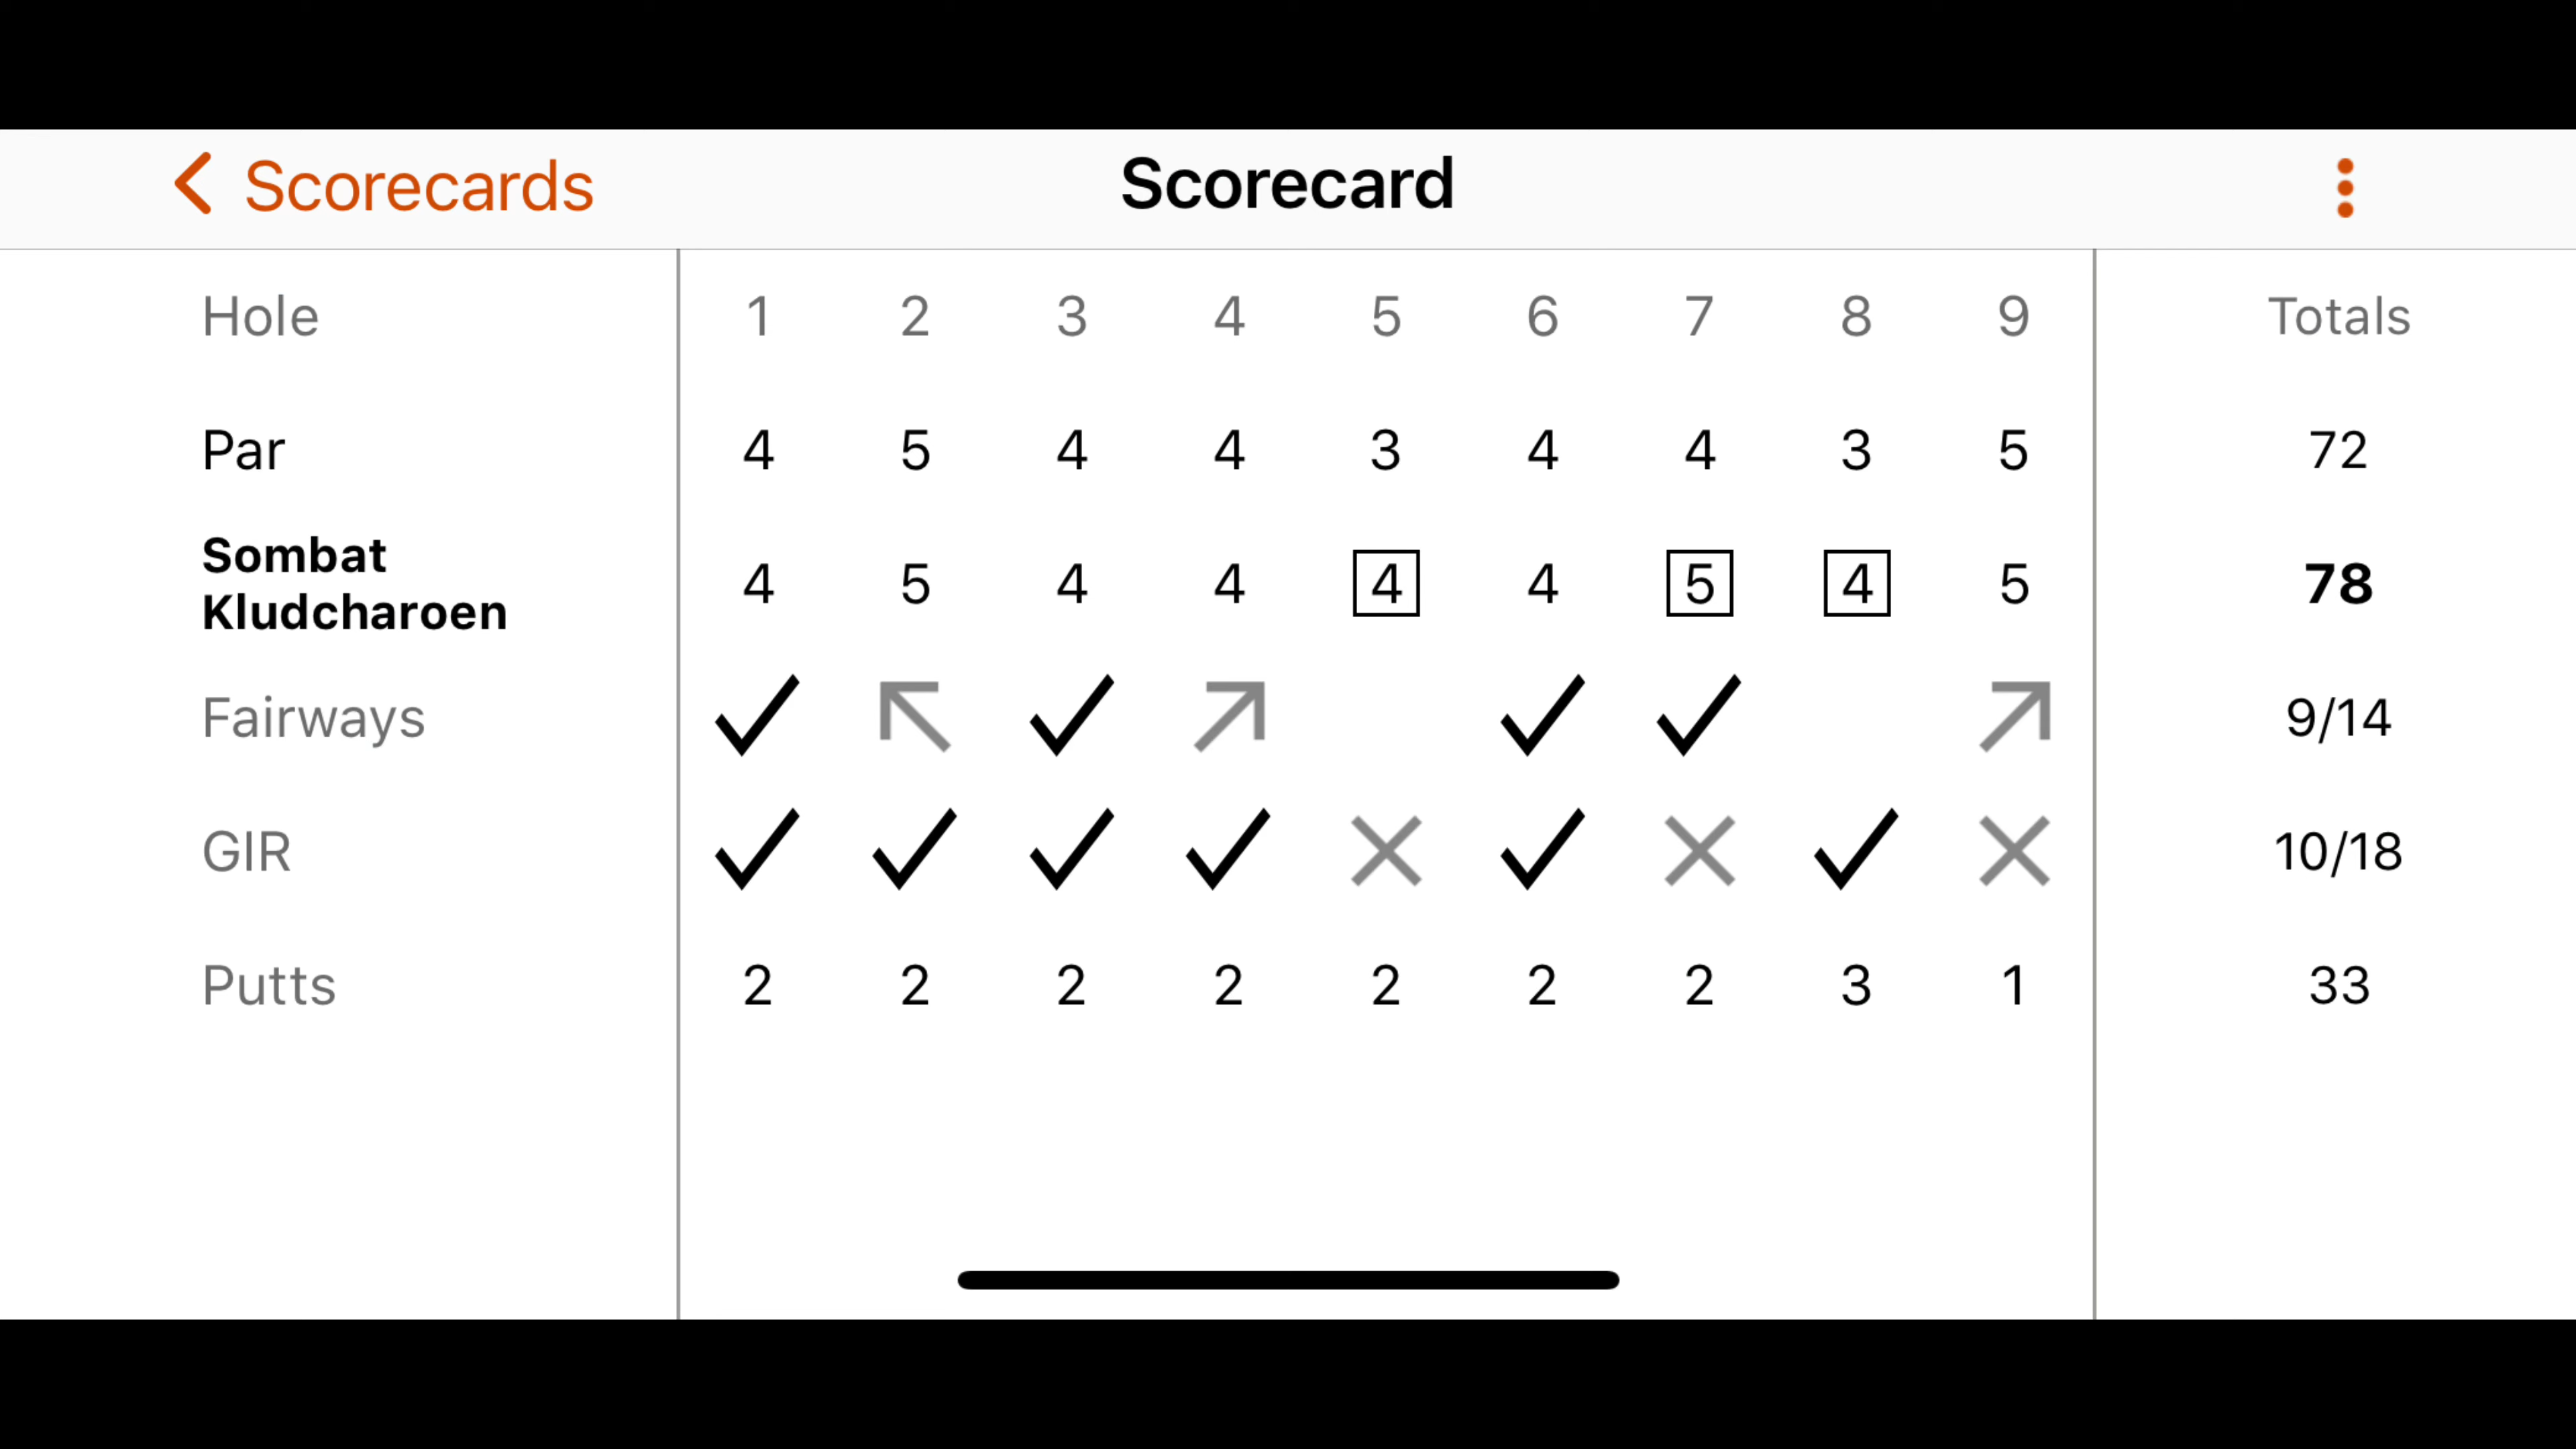 Scorecards Scorecard
Hole 1 2 3 4 5 6 7 8 9 Totals
Par 4 5 4 4 3 4 4 3 5 72
Sombat
Kludcharoen 4 5 4 4 4 4 5 4 5 78
Fairways 9/14
GIR 10/18
Putts 2 2 2 2 2 2 2 3 1 33